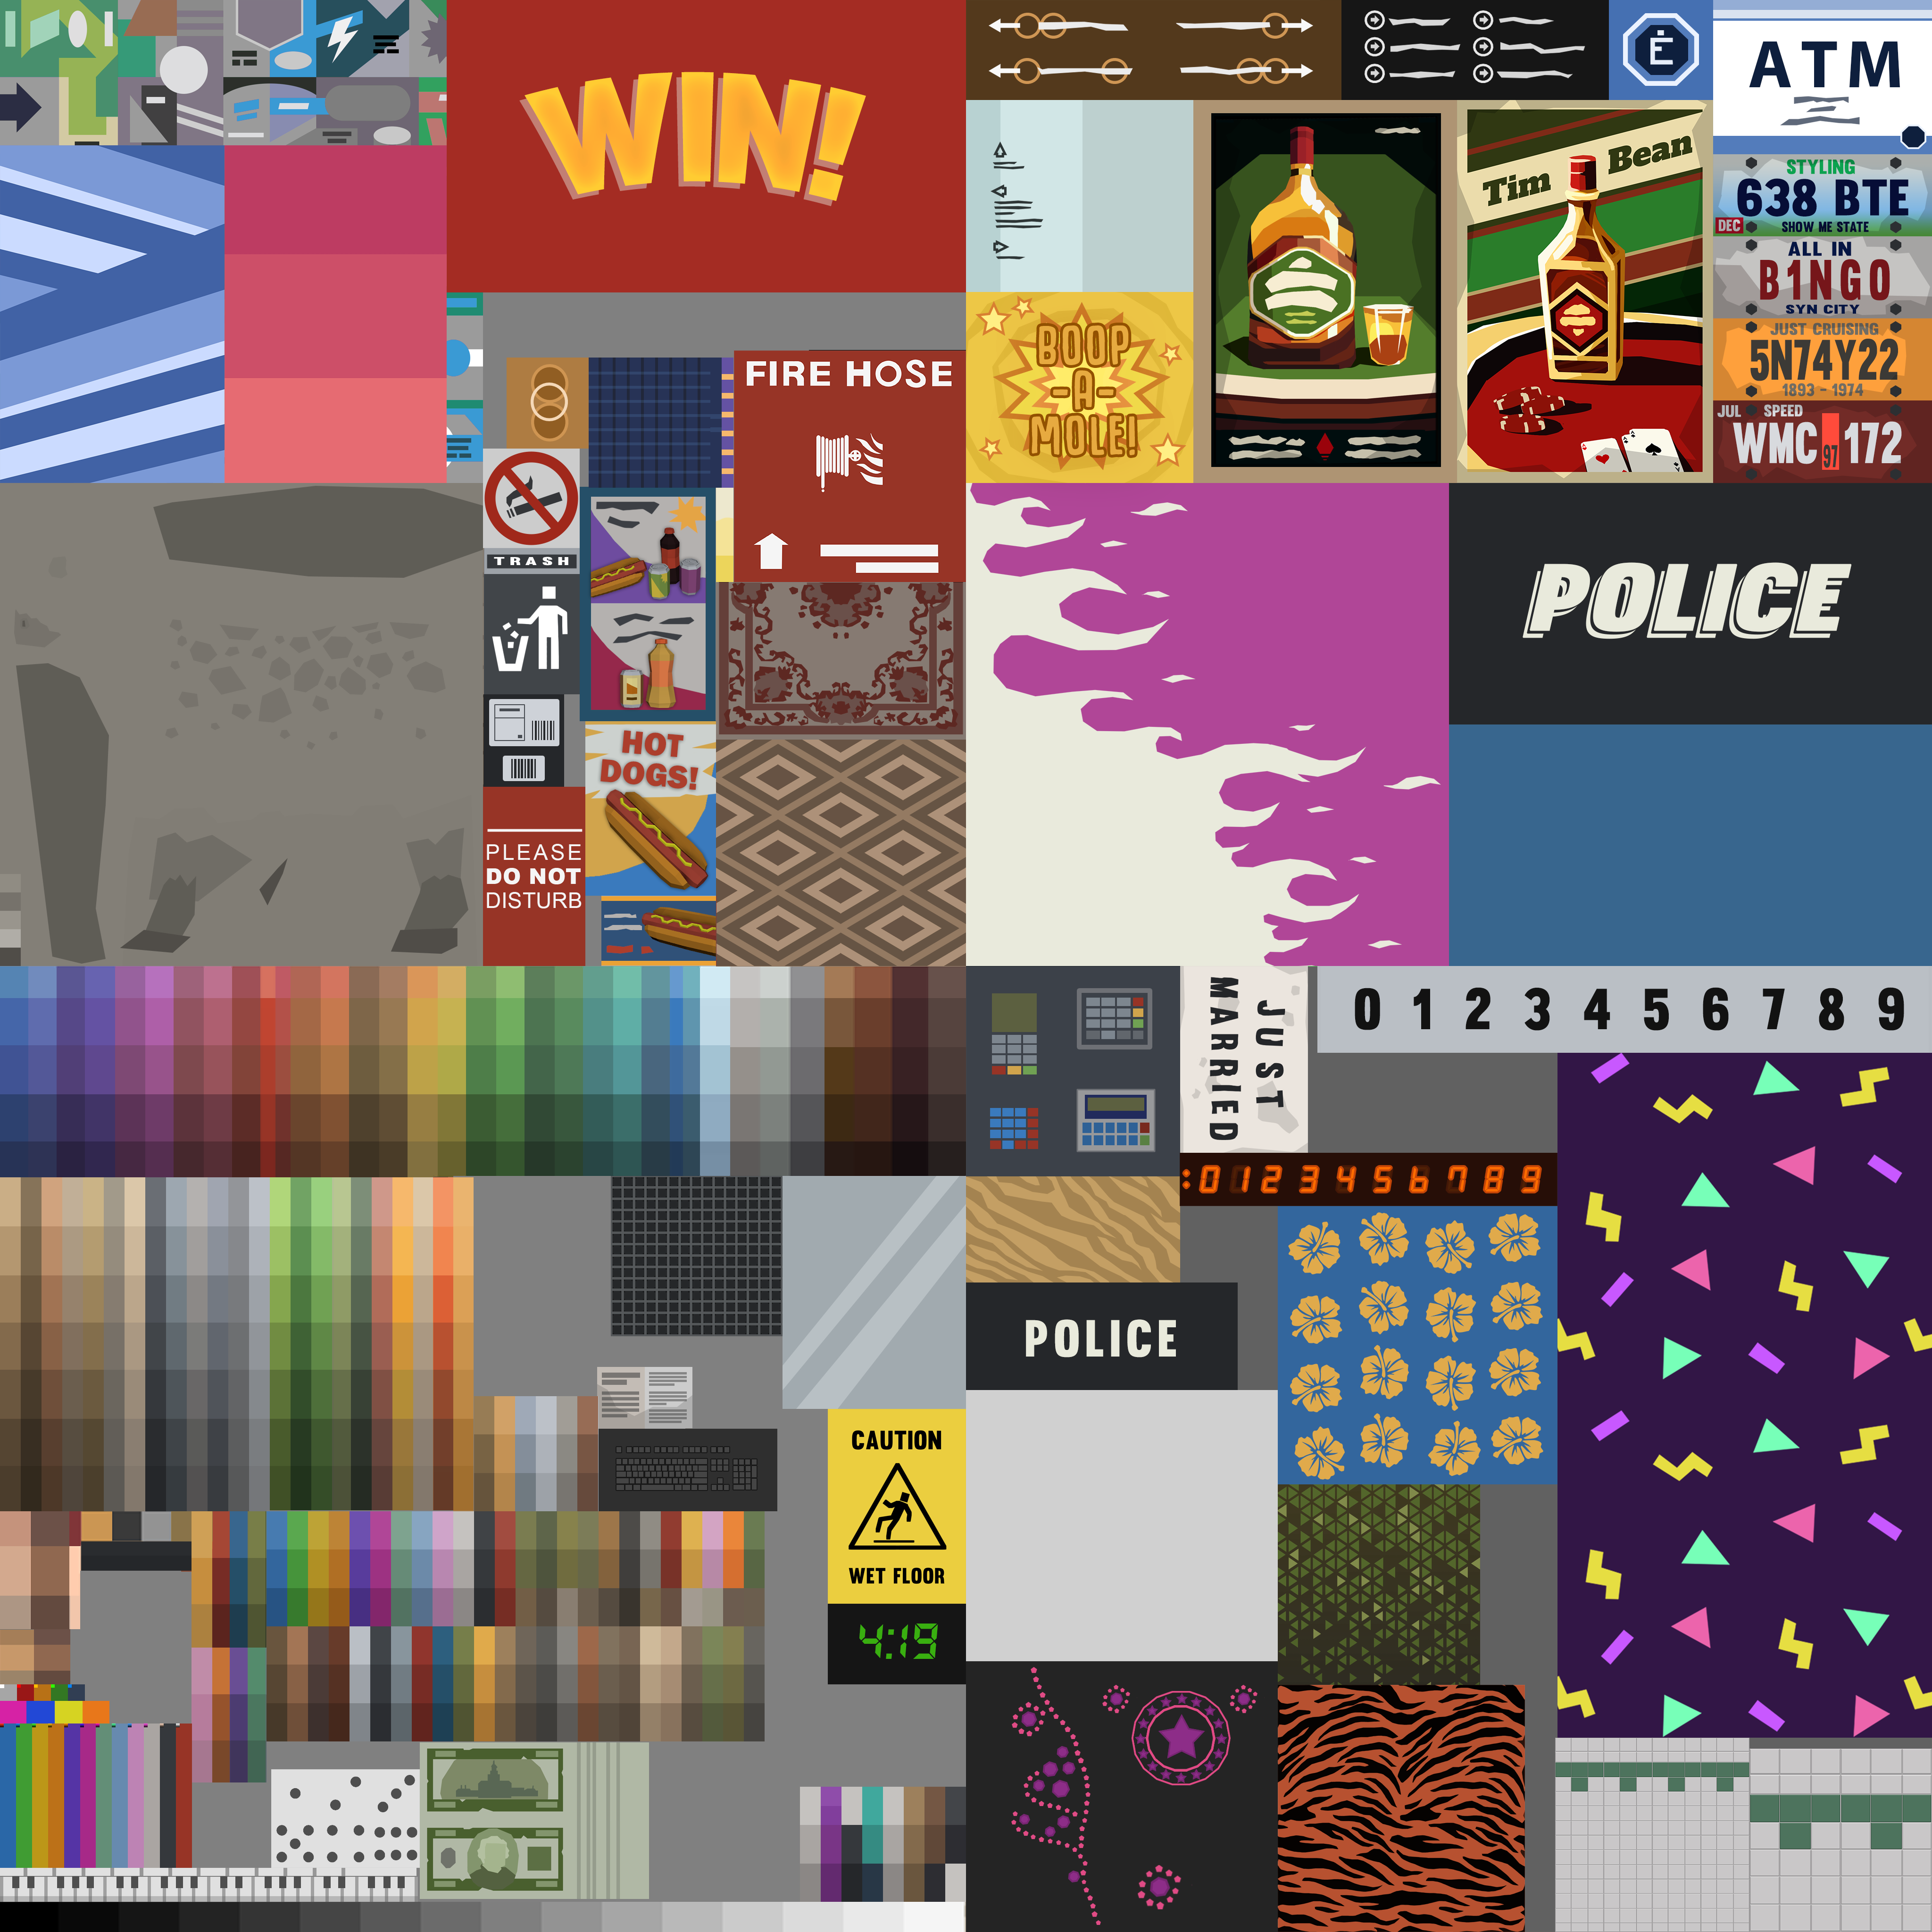 WIN!
Ė
ATM
Tim Bean
STYLING
638 BTE
DEC
SHOW ME STATE
ALL IN
B1NGO
SYN CITY
JUST CRUISING
5N74Y22
1893 - 1974
JUL SPEED
WMC 97 172
BOOP
-A-
MOLE!
FIRE HOSE
TRASH
HOT
DOGS!
PLEASE
DO NOT
DISTURB
POLICE
JUST
MARRIED
0 1 2 3 4 5 6 7 8 9
:0 1 2 3 4 5 6 7 8 9
POLICE
CAUTION
WET FLOOR
4:19